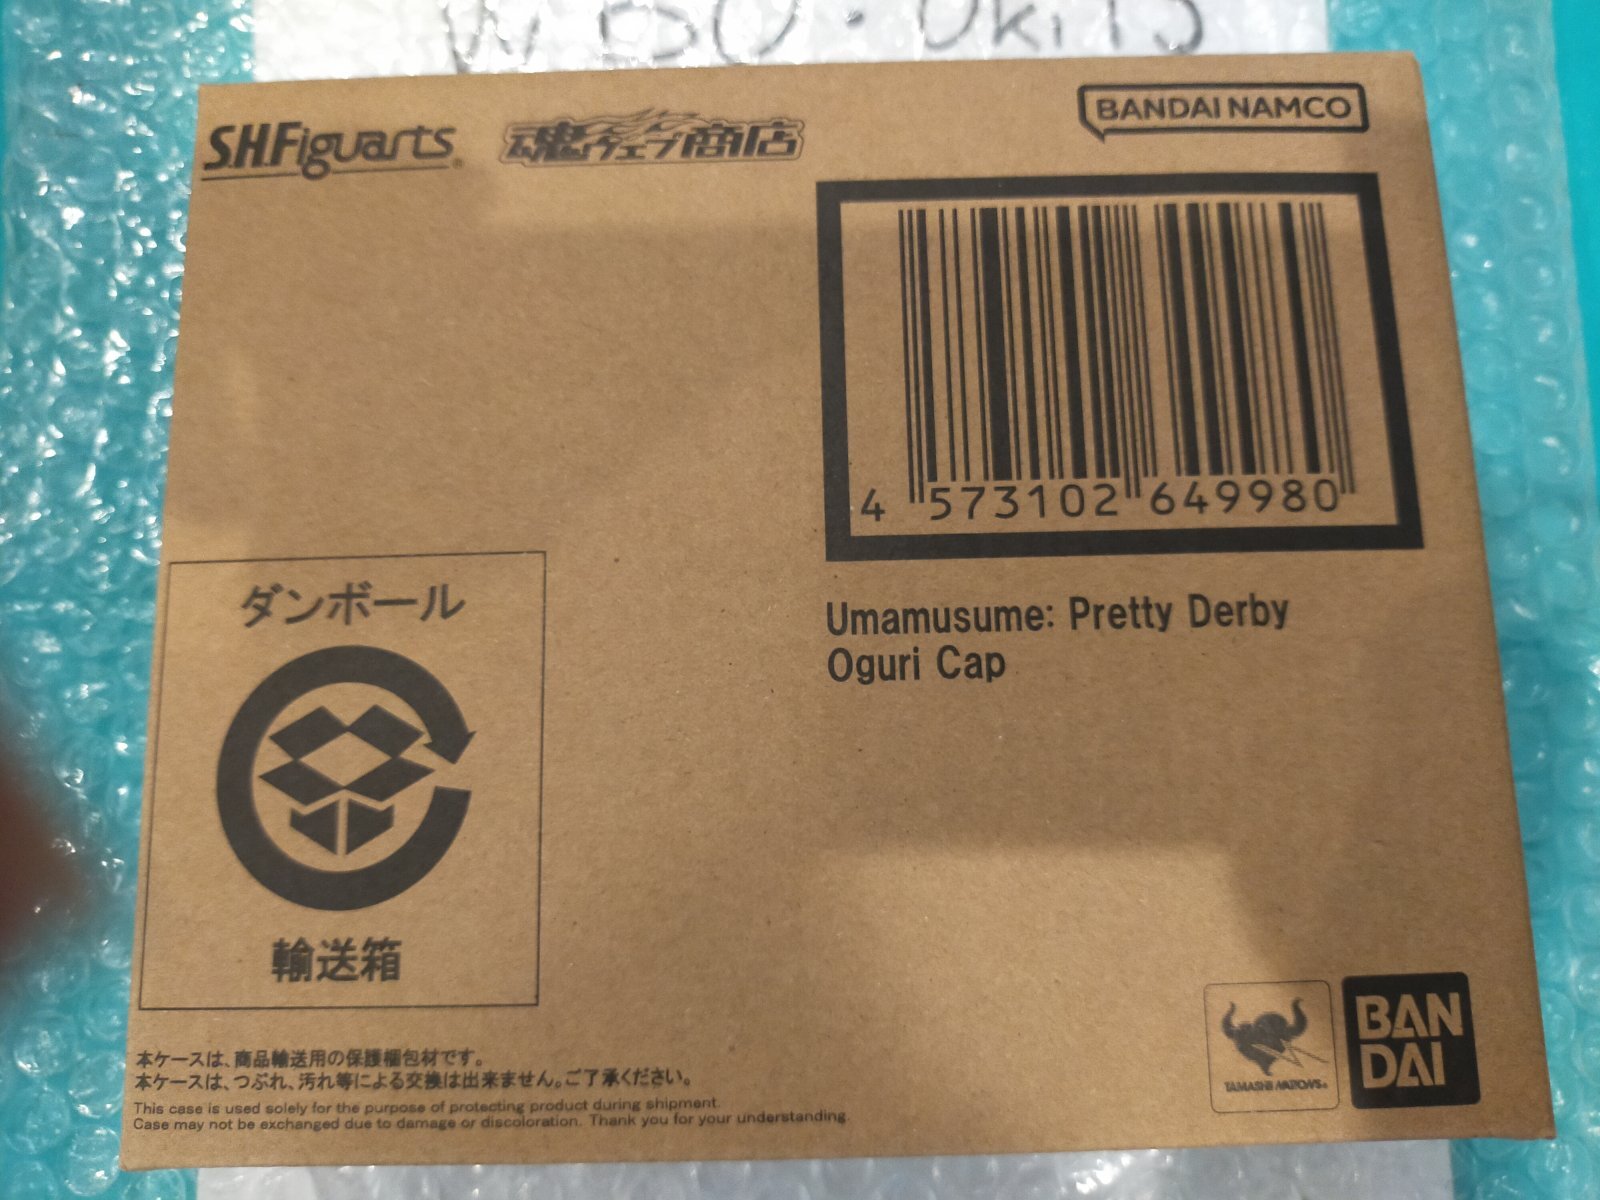 S.H.Figuarts®
魂ウェブ商店
BANDAI NAMCO
4 573102 649980
Umamusume: Pretty Derby
Oguri Cap
ダンボール
輸送箱
本ケースは、商品輸送用の保護梱包材です。
本ケースは、つぶれ、汚れ等による交換は出来ません。ご了承ください。
This case is used solely for the purpose of protecting product during shipment.
Case may not be exchanged due to damage or discoloration. Thank you for your understanding.
TAMASHII NATIONS®
BAN
DAI